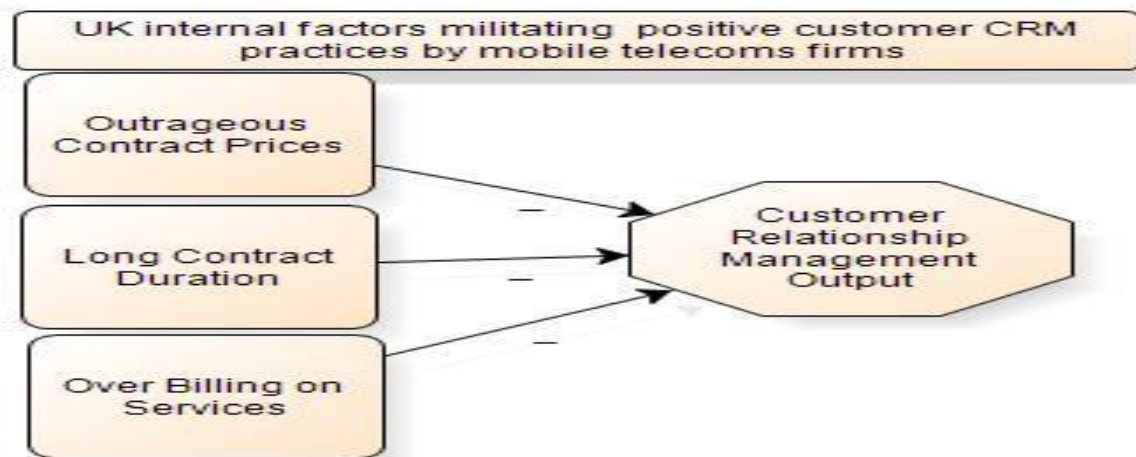 UK internal factors militating positive customer CRM
practices by mobile telecoms firms
Outrageous
Contract Prices
Long Contract
Duration
Over Billing on
Services
–
–
–
Customer
Relationship
Management
Output